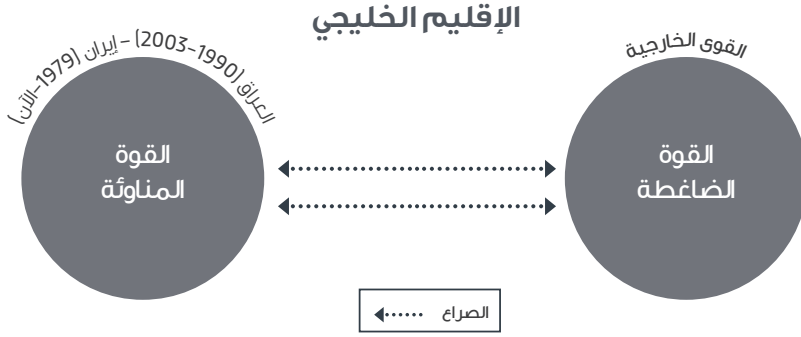 الإقليم الخليجي
القوى الخارجية
القوة
الضاغطة
العراق (1990-2003) – إيران (1979-الآن)
القوة
المناوئة
الصراع